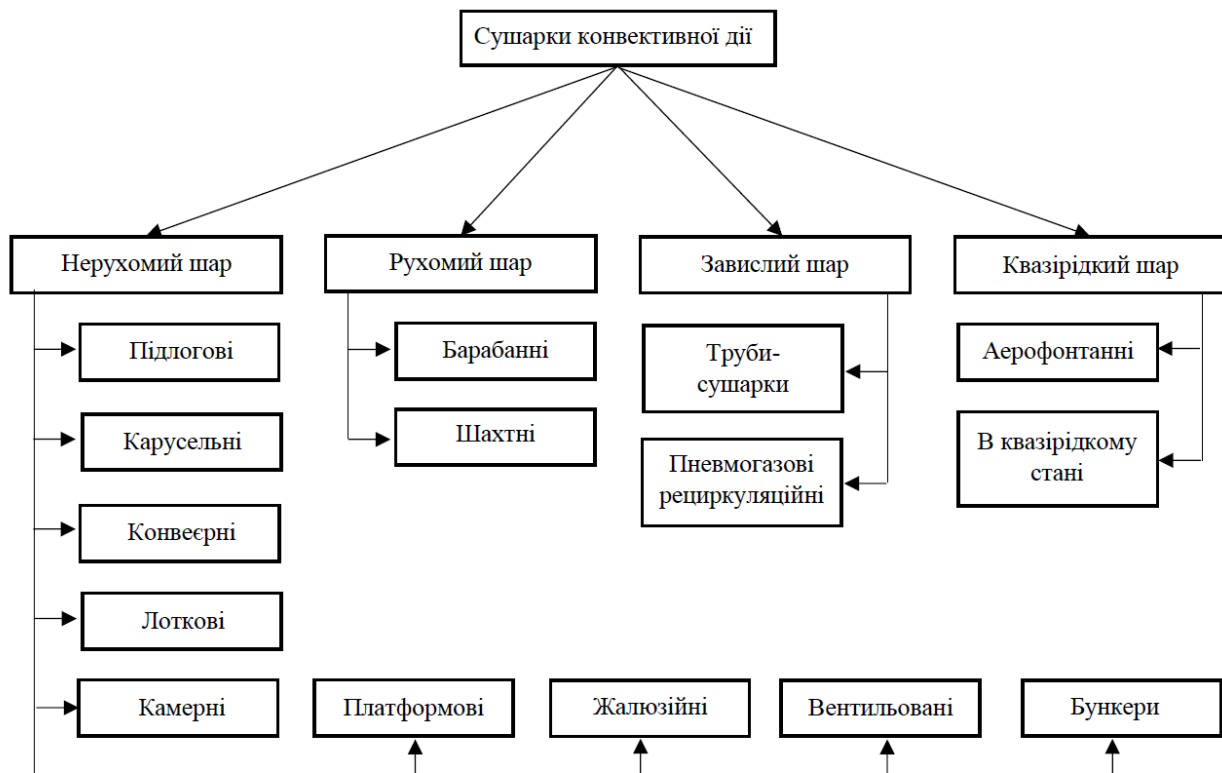 Сушарки конвективної дії
Нерухомий шар
Рухомий шар
Завислий шар
Квазірідкий шар
Підлогові
Карусельні
Конвеєрні
Лоткові
Камерні
Барабанні
Шахтні
Труби-
сушарки
Пневмогазові
рециркуляційні
Аерофонтанні
В квазірідкому
стані
Платформові
Жалюзійні
Вентильовані
Бункери